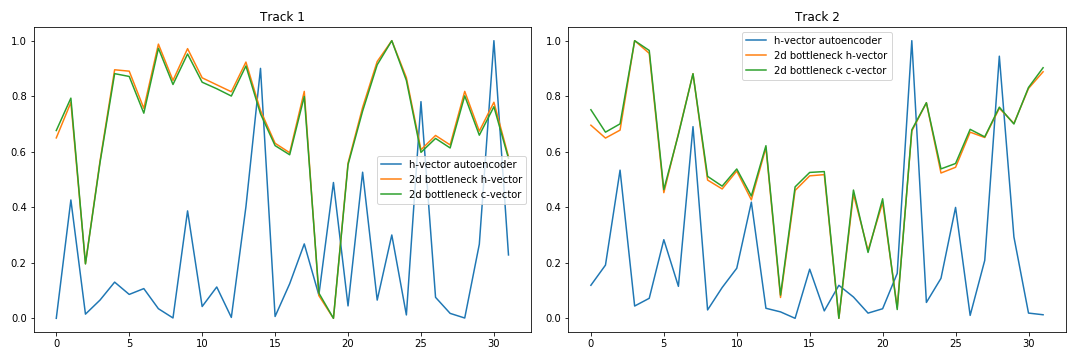 Track 1
1.0
0.8
0.6
0.4
0.2
0.0
h-vector autoencoder
2d bottleneck h-vector
2d bottleneck c-vector
0 5 10 15 20 25 30
Track 2
1.0
0.8
0.6
0.4
0.2
0.0
h-vector autoencoder
2d bottleneck h-vector
2d bottleneck c-vector
0 5 10 15 20 25 30